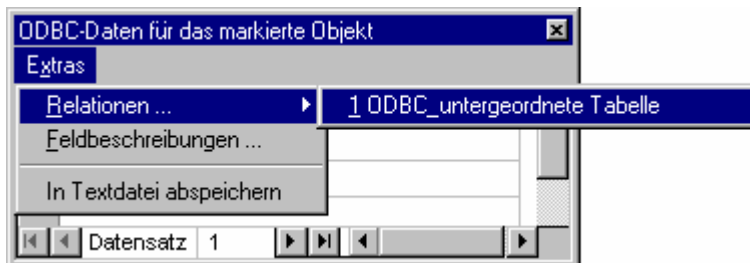 ODBC-Daten für das markierte Objekt
Extras
Relationen ...
1 ODBC_untergeordnete Tabelle
Feldbeschreibungen ...
In Textdatei abspeichern
Datensatz 1